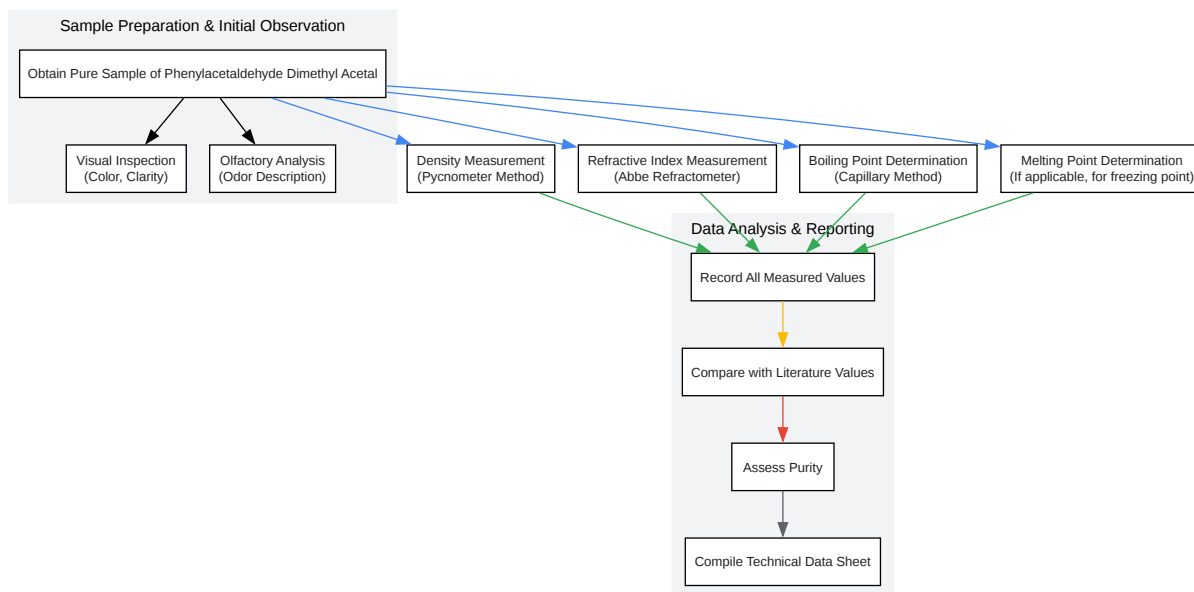 Sample Preparation & Initial Observation
Obtain Pure Sample of Phenylacetaldehyde Dimethyl Acetal
Visual Inspection
(Color, Clarity)
Olfactory Analysis
(Odor Description)
Density Measurement
(Pycnometer Method)
Refractive Index Measurement
(Abbe Refractometer)
Boiling Point Determination
(Capillary Method)
Melting Point Determination
(If applicable, for freezing point)
Data Analysis & Reporting
Record All Measured Values
Compare with Literature Values
Assess Purity
Compile Technical Data Sheet